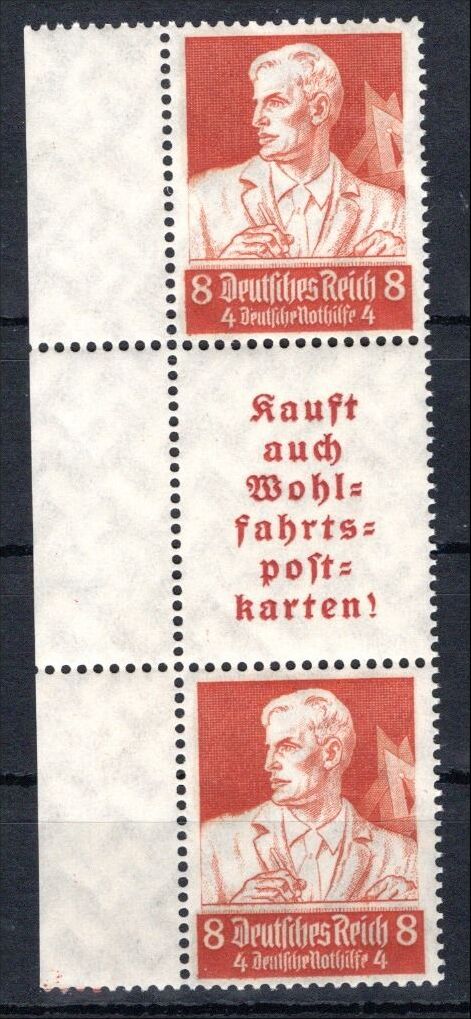 8 Deutsches Reich 8
4 Deutsche Nothilfe 4
Kauft
auch
Wohl=
fahrts=
post=
karten!
8 Deutsches Reich 8
4 Deutsche Nothilfe 4